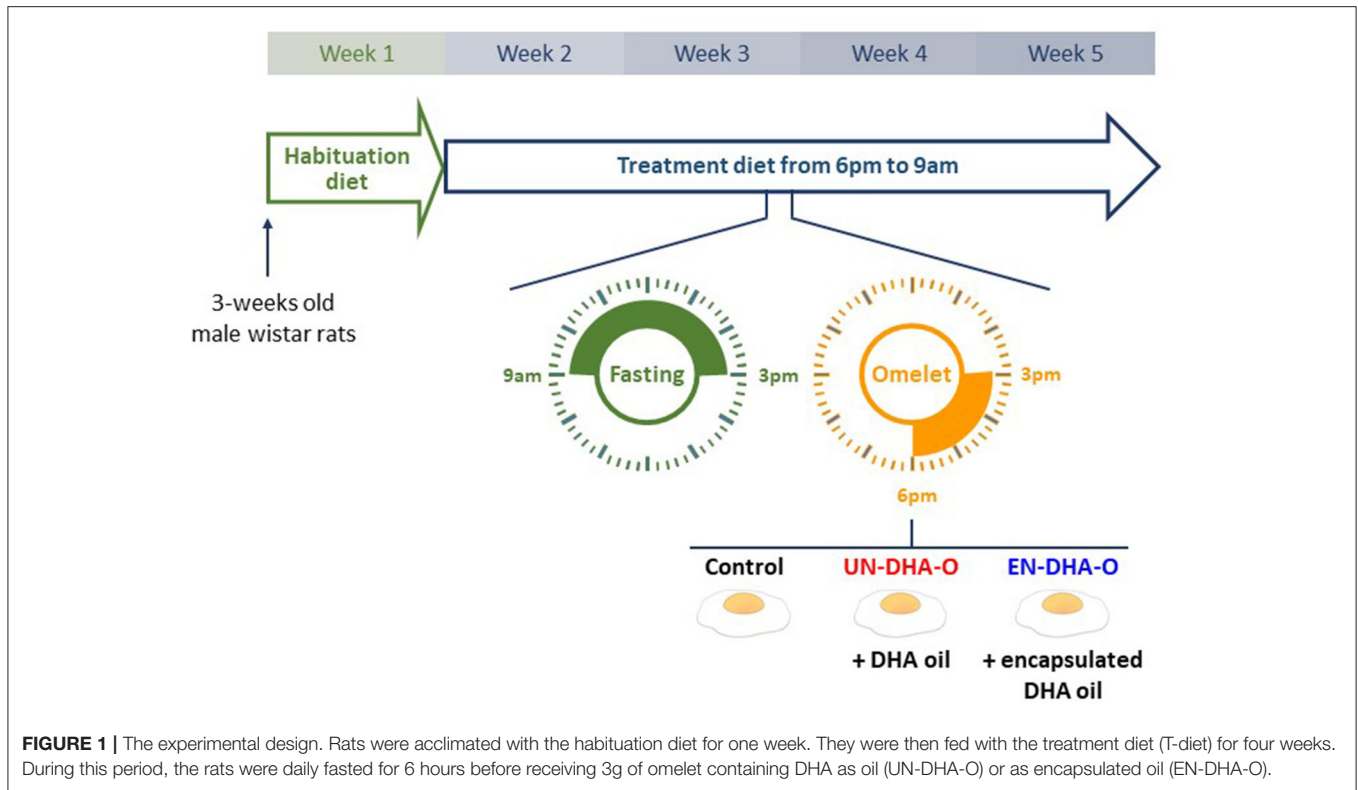 Week 1 Week 2 Week 3 Week 4 Week 5
Habituation
diet
Treatment diet from 6pm to 9am
3-weeks old
male wistar rats
9am Fasting 3pm
Omelet 3pm
6pm
Control UN-DHA-O EN-DHA-O
+ DHA oil + encapsulated
DHA oil
FIGURE 1 | The experimental design. Rats were acclimated with the habituation diet for one week. They were then fed with the treatment diet (T-diet) for four weeks.
During this period, the rats were daily fasted for 6 hours before receiving 3g of omelet containing DHA as oil (UN-DHA-O) or as encapsulated oil (EN-DHA-O).